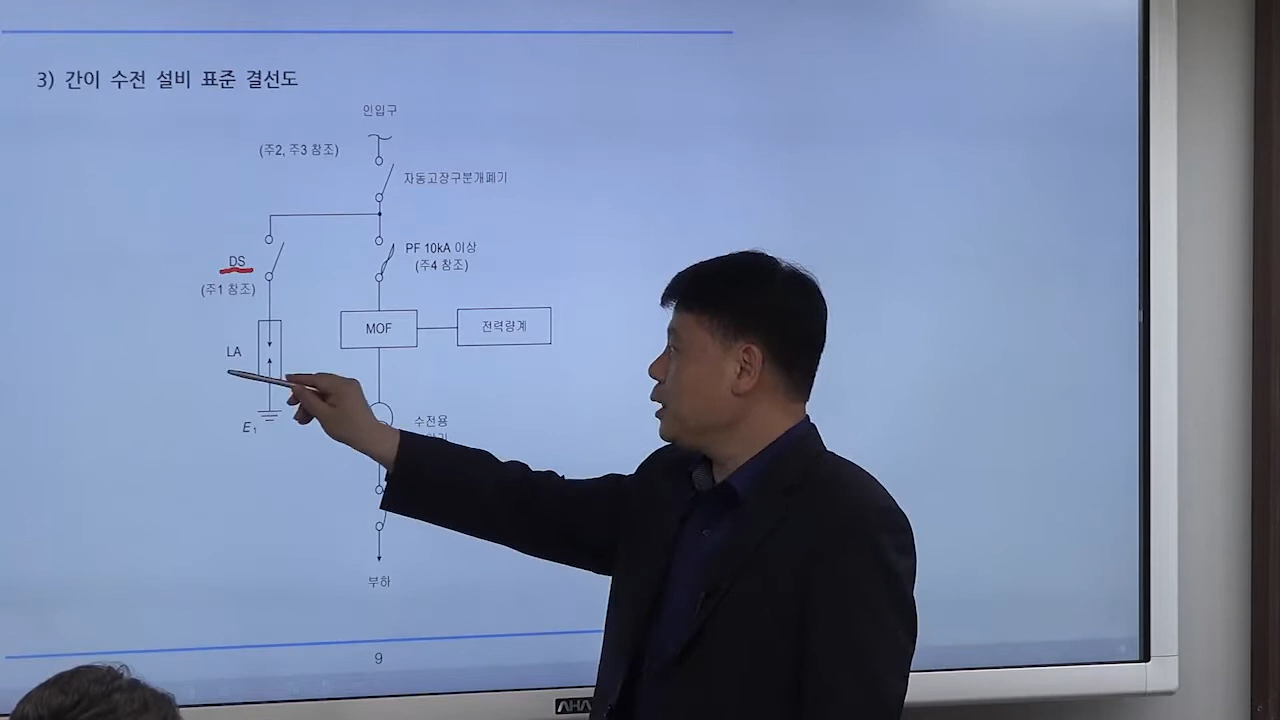 3) 간이 수전 설비 표준 결선도
인입구
(주2, 주3 참조)
자동고장구분개폐기
DS
(주1 참조)
PF 10kA 이상
(주4 참조)
MOF
전력량계
LA
수전용
E1
부하
9